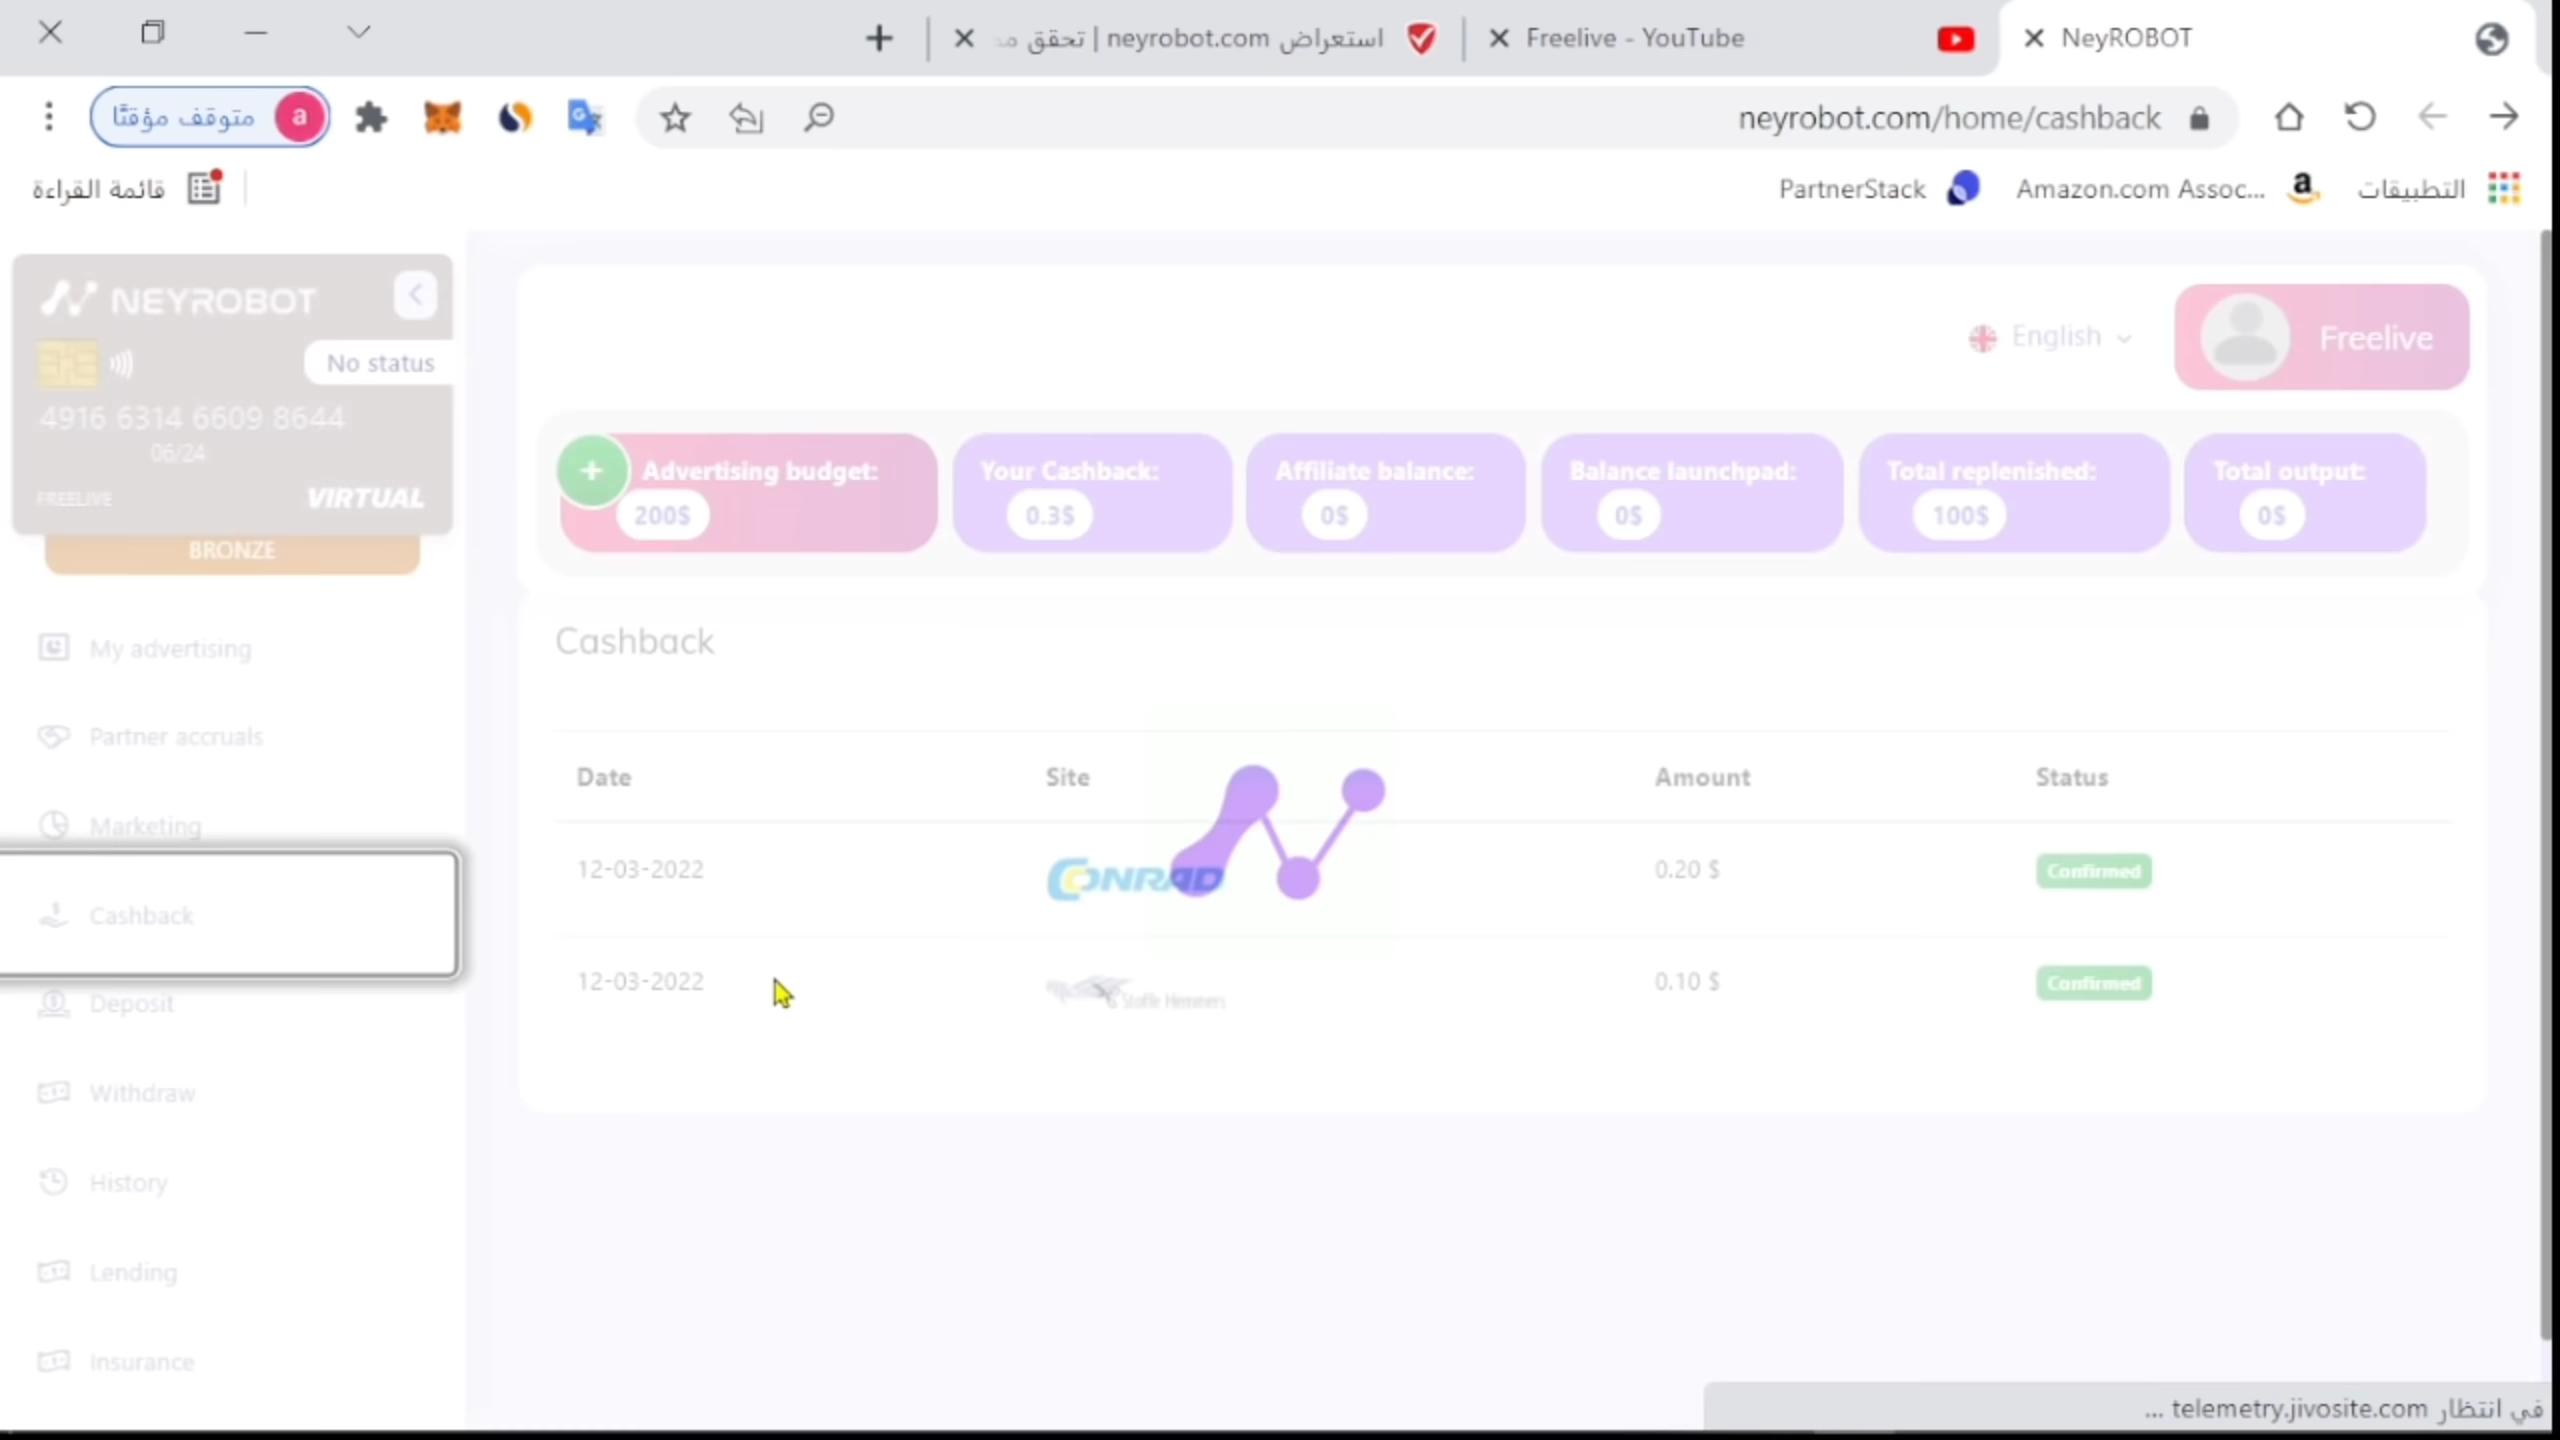 استعراض neyrobot.com | تحقق
Freelive - YouTube
NeyROBOT
متوقف مؤقتًا
a
neyrobot.com/home/cashback
قائمة القراءة
PartnerStack
Amazon.com Assoc...
التطبيقات
NEYROBOT
No status
4916 6314 6609 8644
06/24
FREELIVE
VIRTUAL
BRONZE
English
Freelive
Advertising budget:
200$
Your Cashback:
0.3$
Affiliate balance:
0$
Balance launchpad:
0$
Total replenished:
100$
Total output:
0$
My advertising
Partner accruals
Marketing
Cashback
Deposit
Withdraw
History
Lending
Insurance
Cashback
Date Site Amount Status
12-03-2022 CONRAD 0.20 $ Confirmed
12-03-2022 Stoffe Hemmers 0.10 $ Confirmed
في انتظار telemetry.jivosite.com ...